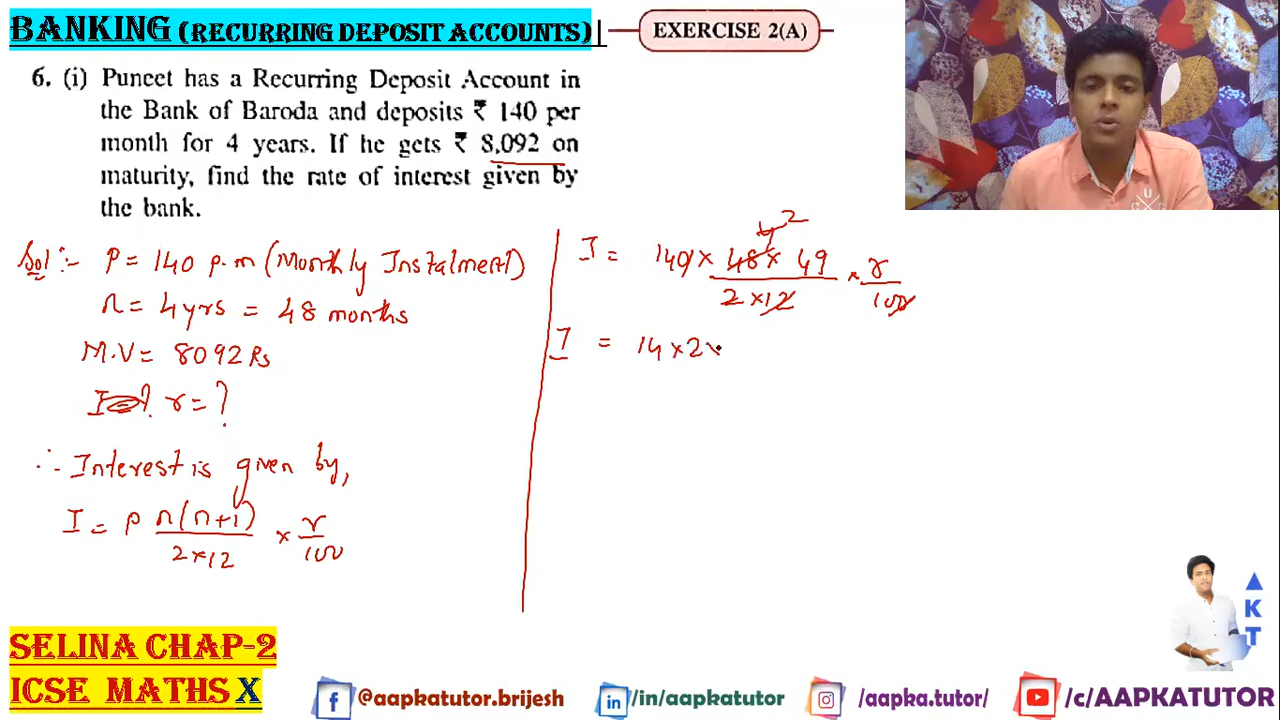 BANKING (RECURRING DEPOSIT ACCOUNTS)|
EXERCISE 2(A)
6. (i) Puneet has a Recurring Deposit Account in
the Bank of Baroda and deposits ₹ 140 per
month for 4 years. If he gets ₹ 8,092 on
maturity, find the rate of interest given by
the bank.
Sol:- P = 140 p.m (Monthly Instalment)
n = 4 yrs = 48 months
M.V = 8092 Rs
I ? r = ?
∴ Interest is given by,
I = P n(n+1) / 2×12 × r/100
I = 140 × 48 × 49 / 2 × 12 × r/100
4 2
I = 14 × 2 ×
U
C C
AKT
SELINA CHAP-2
ICSE MATHS X
@aapkatutor.brijesh
/in/aapkatutor
/aapka.tutor/
/c/AAPKATUTOR